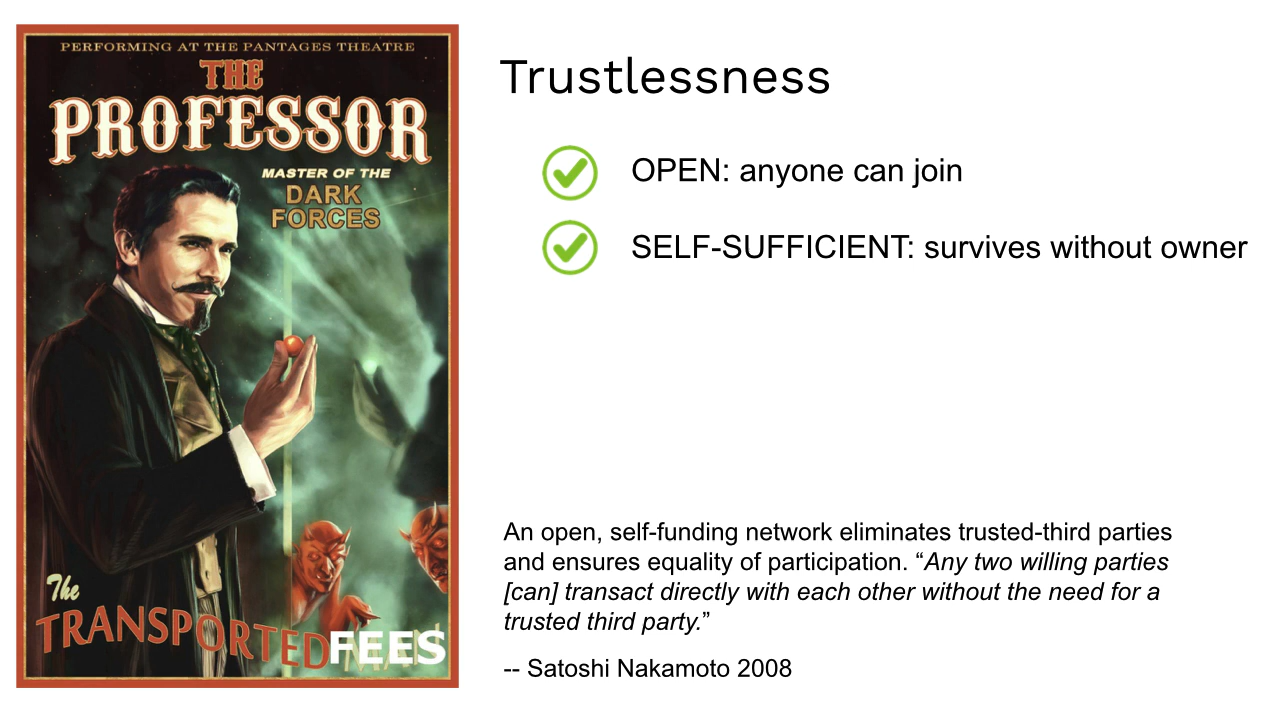 PERFORMING AT THE PANTAGES THEATRE
THE
PROFESSOR
MASTER OF THE
DARK
FORCES
The
TRANSPORTED FEES
Trustlessness
OPEN: anyone can join
SELF-SUFFICIENT: survives without owner
An open, self-funding network eliminates trusted-third parties
and ensures equality of participation. “Any two willing parties
[can] transact directly with each other without the need for a
trusted third party.”
-- Satoshi Nakamoto 2008